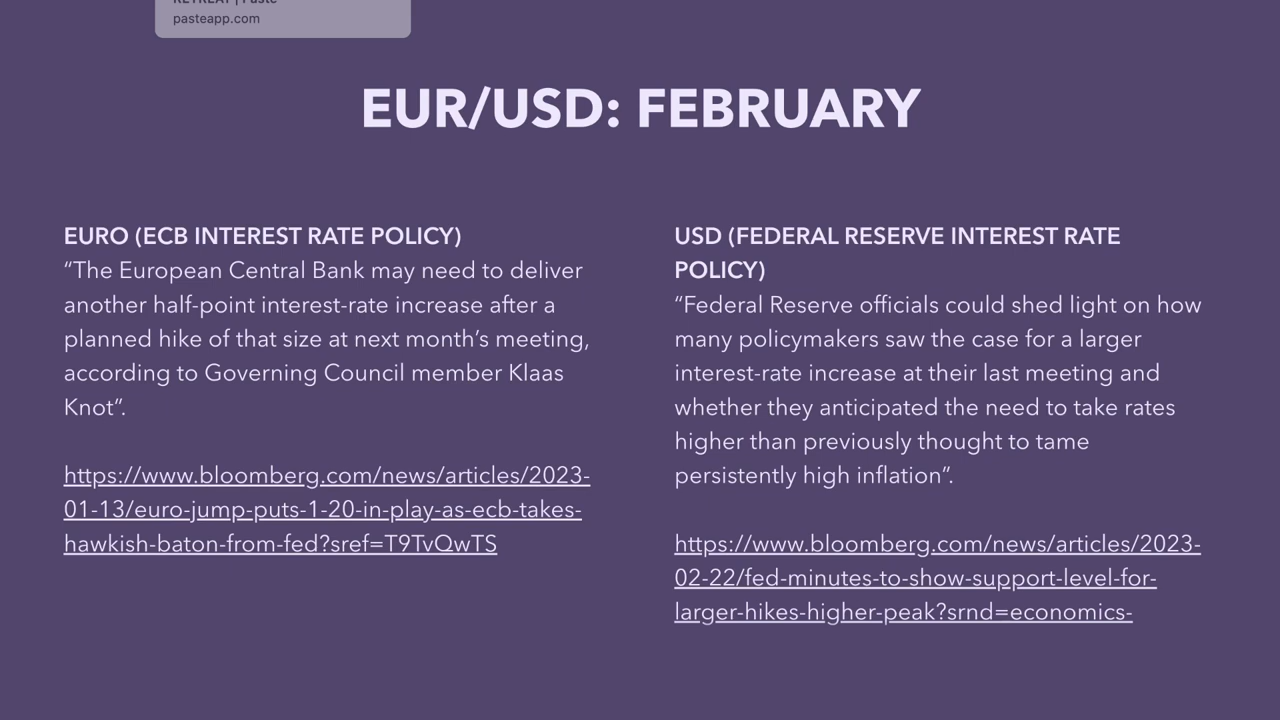 RETREAT | Paste
pasteapp.com
EUR/USD: FEBRUARY
EURO (ECB INTEREST RATE POLICY)
“The European Central Bank may need to deliver
another half-point interest-rate increase after a
planned hike of that size at next month’s meeting,
according to Governing Council member Klaas
Knot”.
https://www.bloomberg.com/news/articles/2023-
01-13/euro-jump-puts-1-20-in-play-as-ecb-takes-
hawkish-baton-from-fed?sref=T9TvQwTS
USD (FEDERAL RESERVE INTEREST RATE
POLICY)
“Federal Reserve officials could shed light on how
many policymakers saw the case for a larger
interest-rate increase at their last meeting and
whether they anticipated the need to take rates
higher than previously thought to tame
persistently high inflation”.
https://www.bloomberg.com/news/articles/2023-
02-22/fed-minutes-to-show-support-level-for-
larger-hikes-higher-peak?srnd=economics-